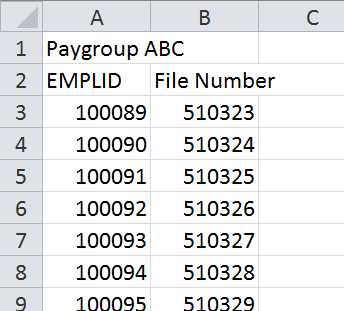 A B C
1 Paygroup ABC
2 EMPLID File Number
3 100089 510323
4 100090 510324
5 100091 510325
6 100092 510326
7 100093 510327
8 100094 510328
9 100095 510329